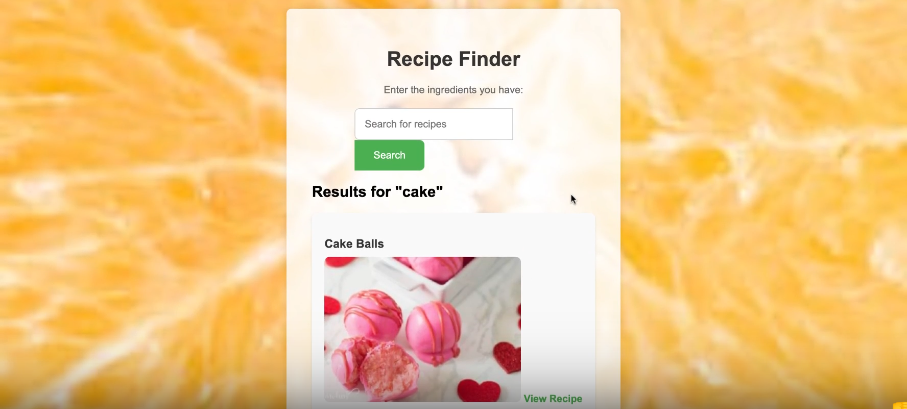 Recipe Finder
Enter the ingredients you have:
Search for recipes
Search
Results for "cake"
Cake Balls
View Recipe